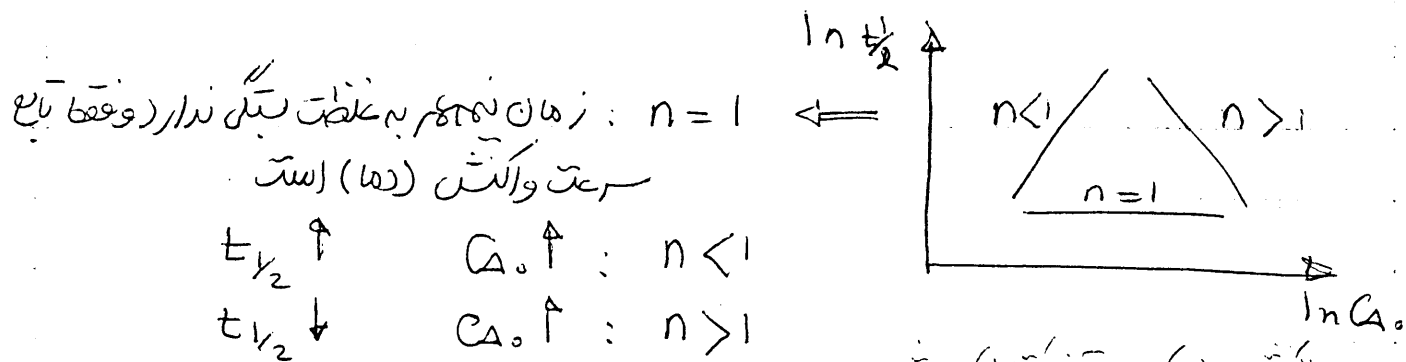 ln t1/2
n<1
n>1
n=1
ln CA₀
n = 1 : زمان نیمه عمر به غلظت بستگی ندارد و فقط تابع
سرعت واکنش (دما) است
n < 1 : CA₀ ↑ t1/2 ↑
n > 1 : CA₀ ↑ t1/2 ↓